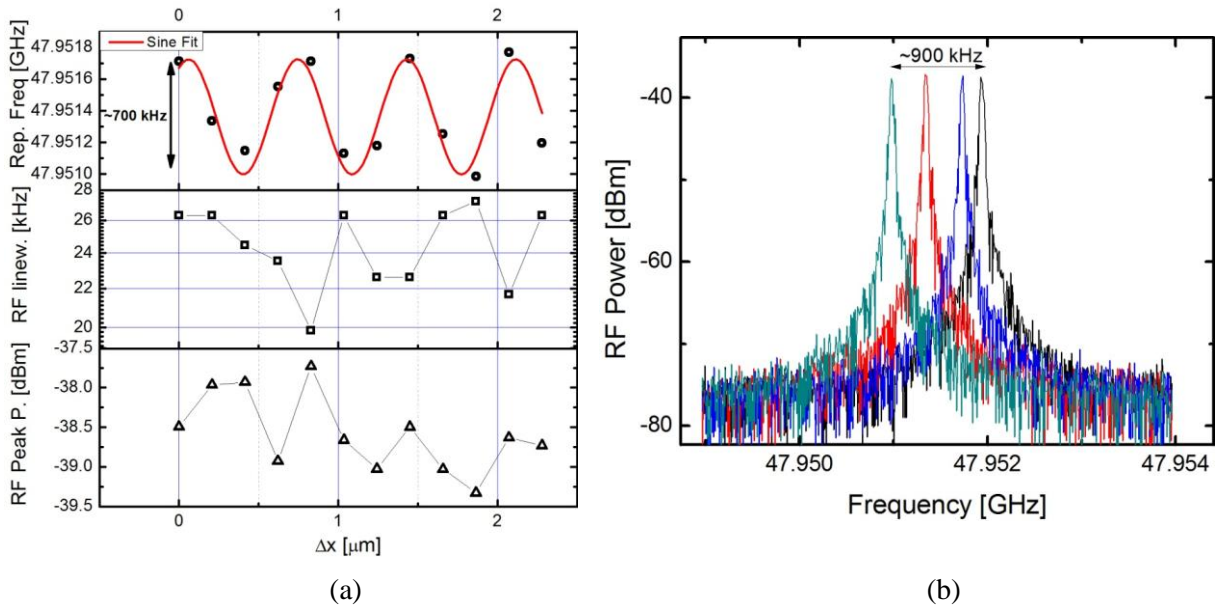 0 1 2
Sine Fit
47.9518
47.9516
47.9514
47.9512
47.9510
Rep. Freq [GHz]
~700 kHz
28
26
24
22
20
RF linew. [kHz]
-37.5
-38.0
-38.5
-39.0
-39.5
RF Peak P. [dBm]
0 1 2
Δx [μm]
(a)
~900 kHz
-40
-60
-80
RF Power [dBm]
47.950 47.952 47.954
Frequency [GHz]
(b)